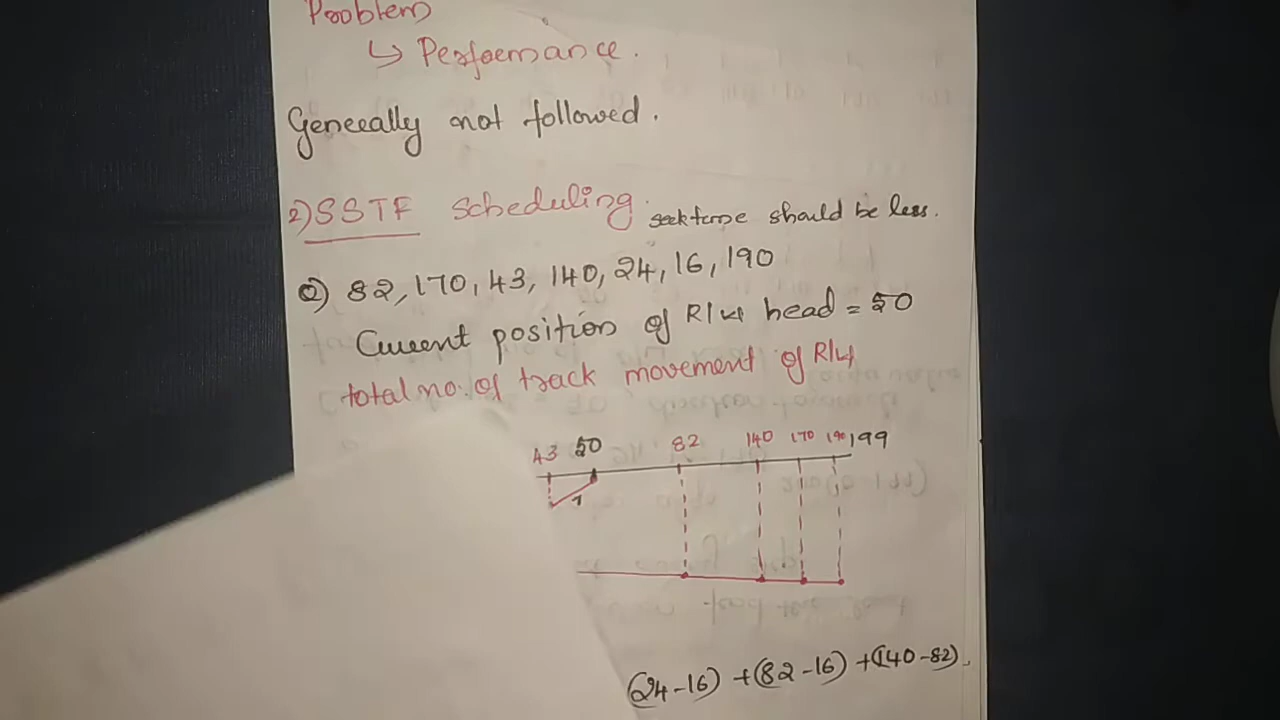 Problem
↳ Performance.
Generally not followed.
2) SSTF Scheduling. seek time should be less.
Q) 82, 170, 43, 140, 24, 16, 190
Current position of R/W head = 50
total no. of track movement of R/W
43 50 82 140 170 190 199
(24-16) + (82-16) + (140-82)